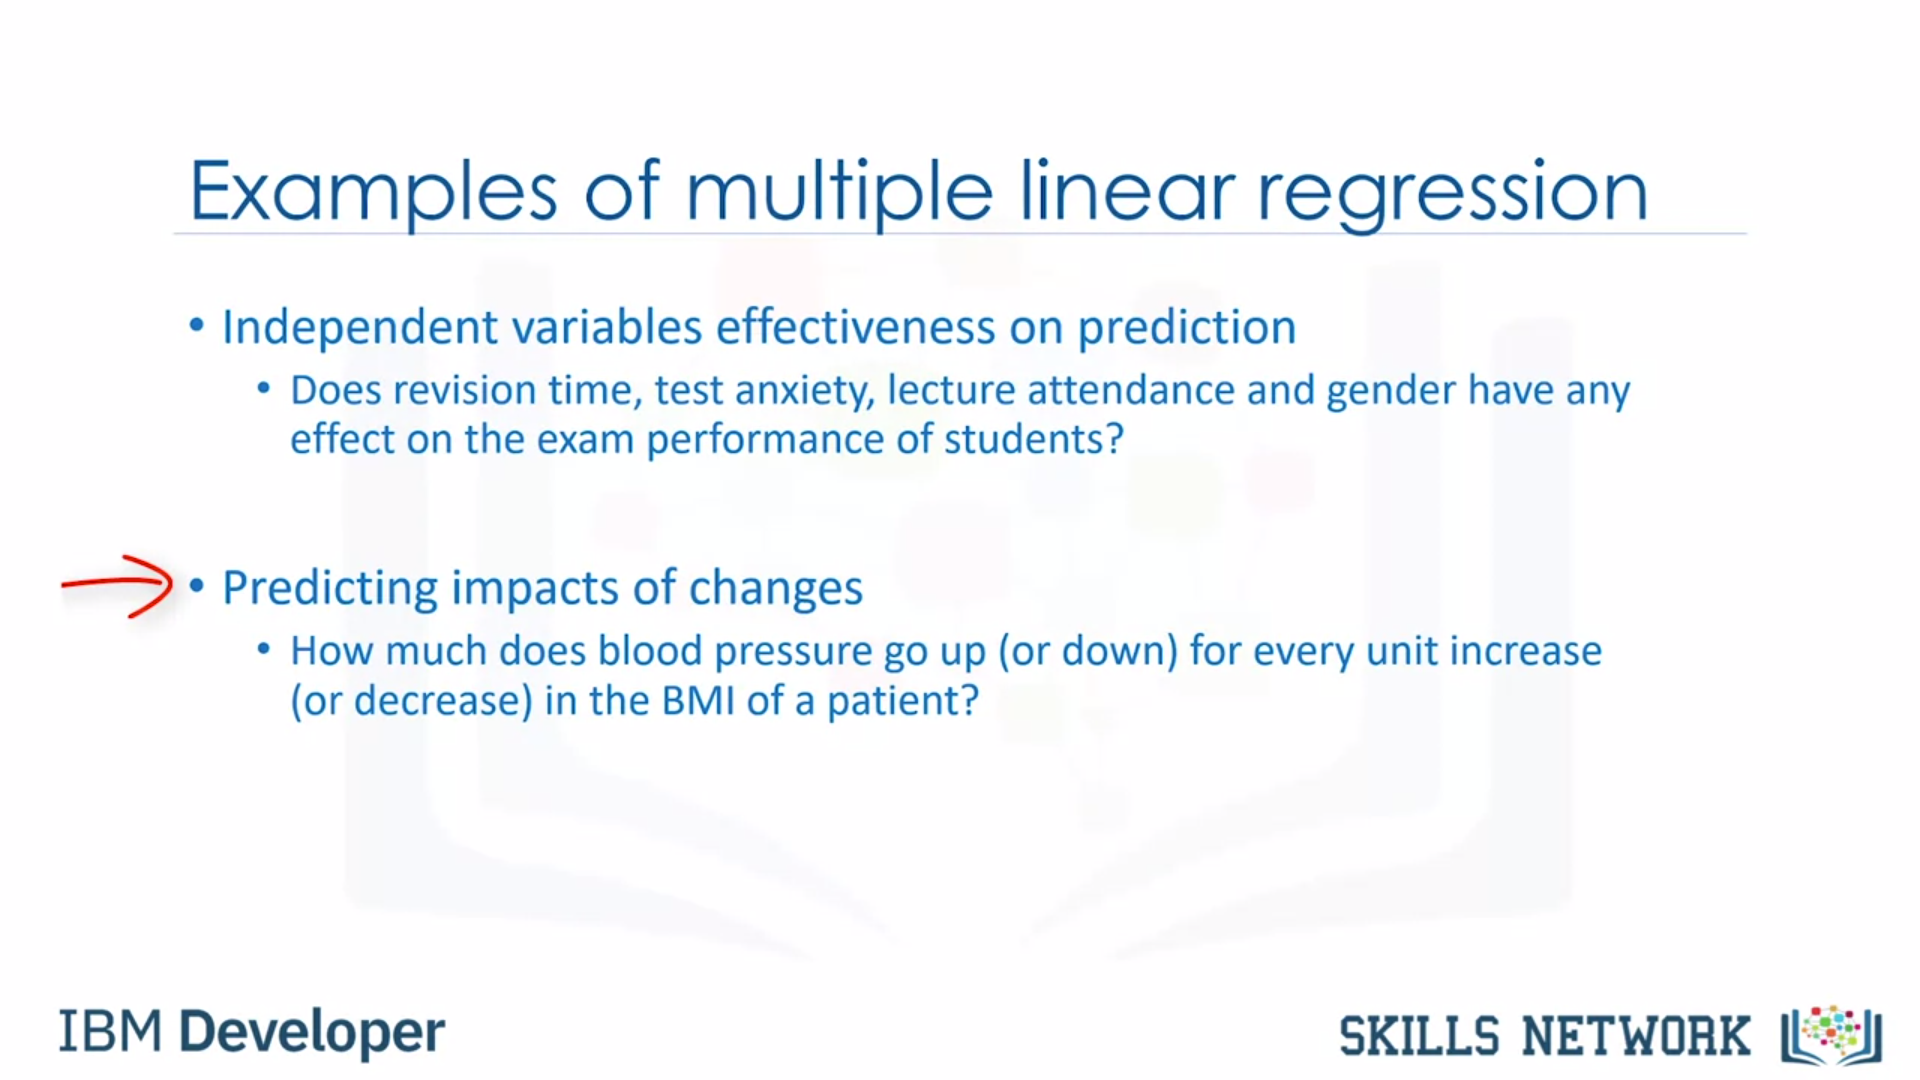 Examples of multiple linear regression
• Independent variables effectiveness on prediction
• Does revision time, test anxiety, lecture attendance and gender have any
effect on the exam performance of students?
• Predicting impacts of changes
• How much does blood pressure go up (or down) for every unit increase
(or decrease) in the BMI of a patient?
IBM Developer
SKILLS NETWORK